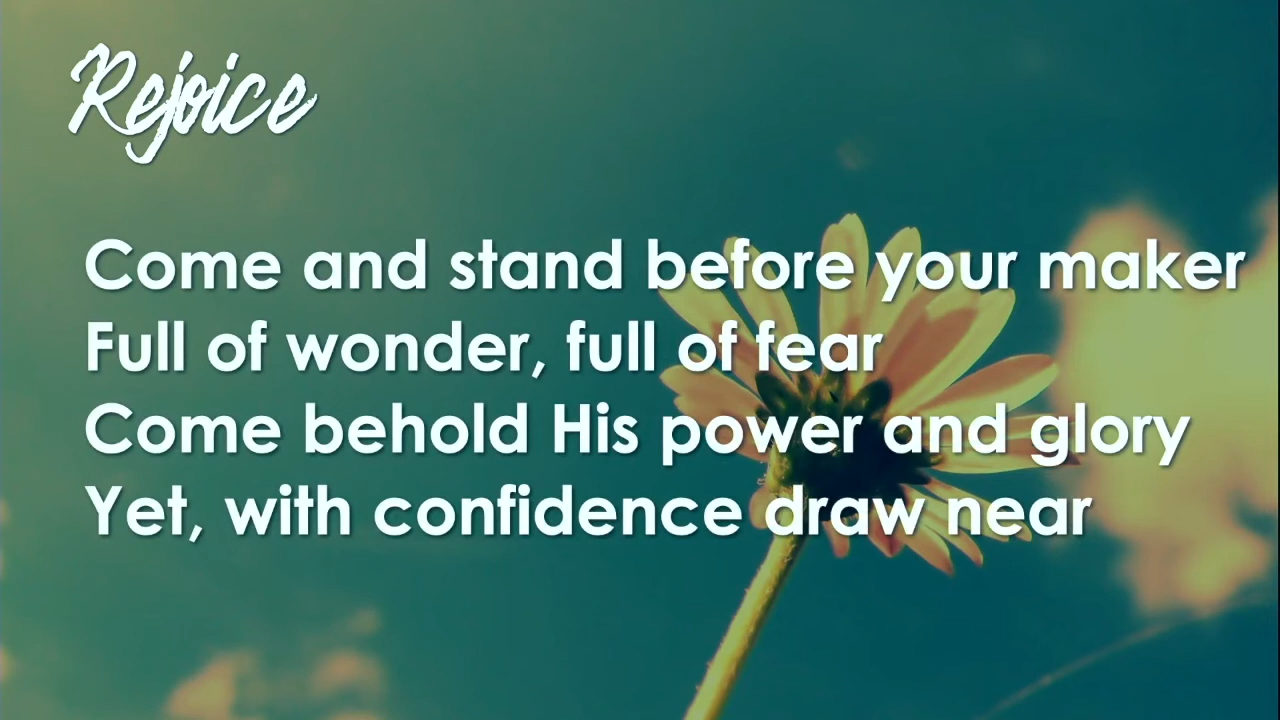 Rejoice
Come and stand before your maker
Full of wonder, full of fear
Come behold His power and glory
Yet, with confidence draw near